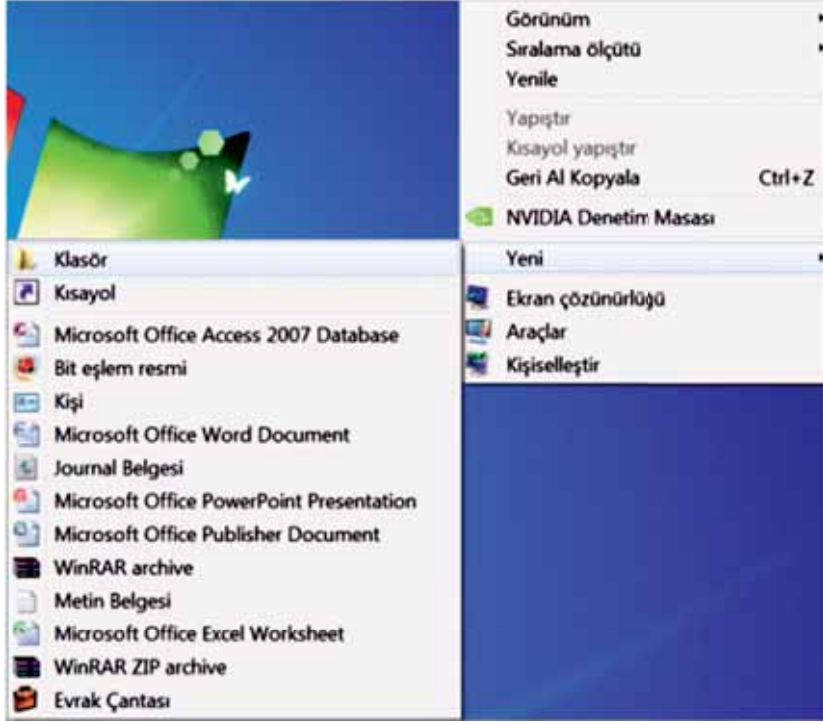 Görünüm
Sıralama ölçütü
Yenile
Yapıştır
Kısayol yapıştır
Geri Al Kopyala Ctrl+Z
NVIDIA Denetim Masası
Yeni
Ekran çözünürlüğü
Araçlar
Kişiselleştir
Klasör
Kısayol
Microsoft Office Access 2007 Database
Bit eşlem resmi
Kişi
Microsoft Office Word Document
Journal Belgesi
Microsoft Office PowerPoint Presentation
Microsoft Office Publisher Document
WinRAR archive
Metin Belgesi
Microsoft Office Excel Worksheet
WinRAR ZIP archive
Evrak Çantası